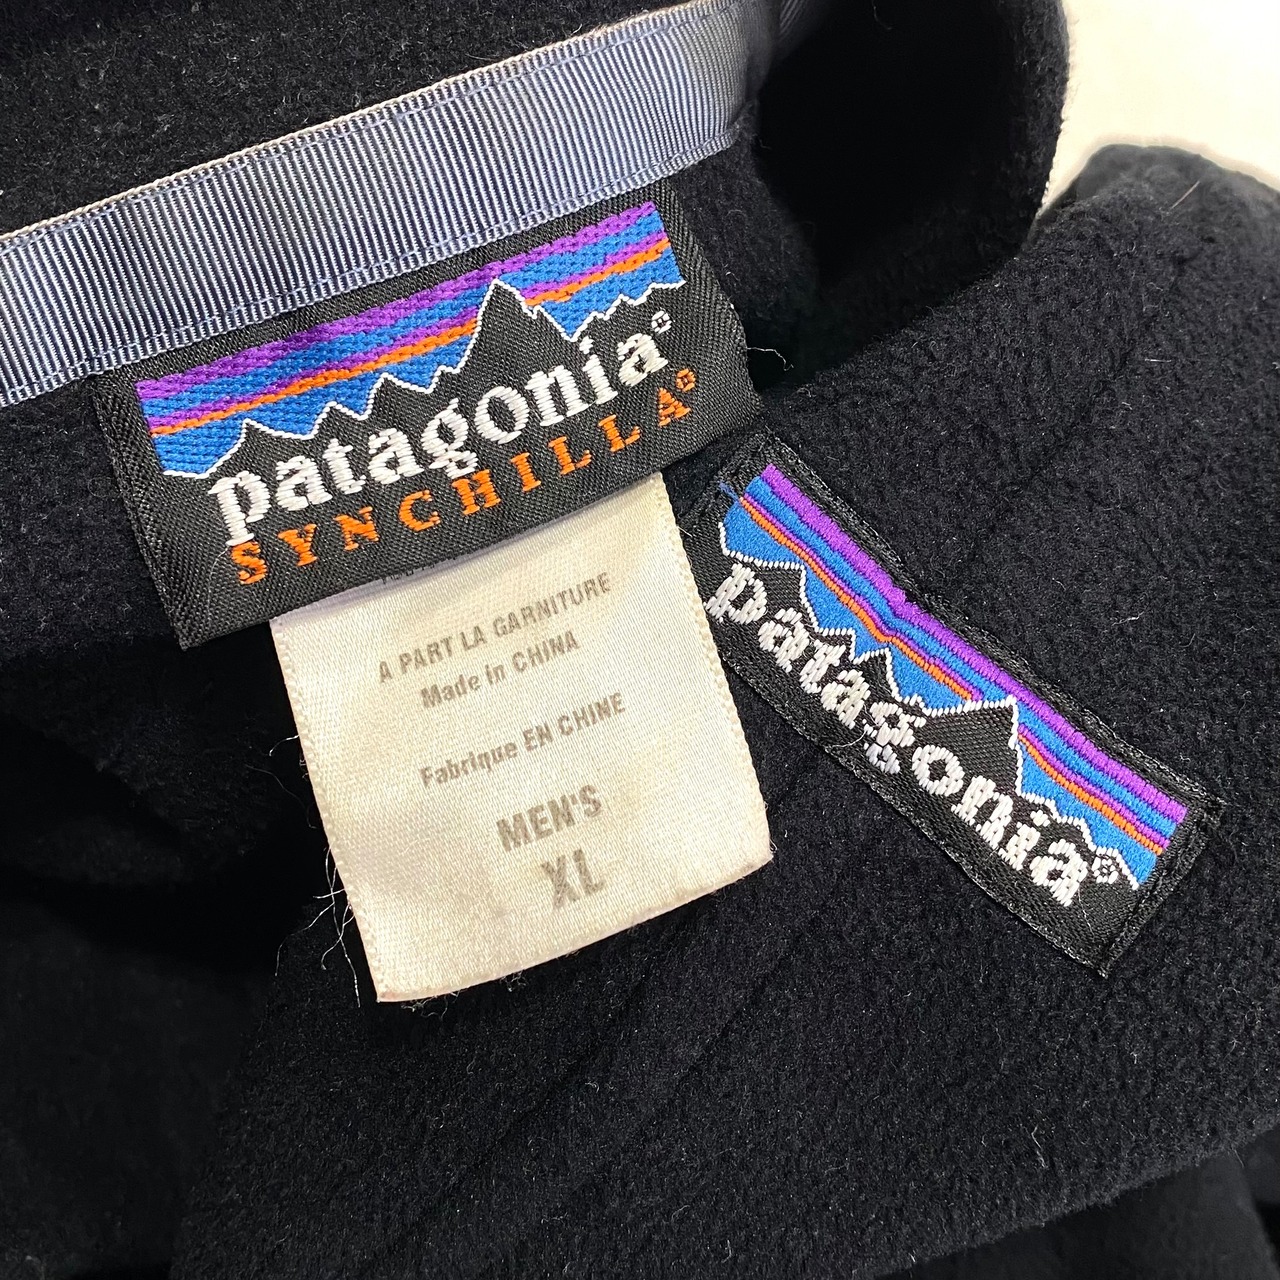 patagonia®
SYNCHILLA®
A PART LA GARNITURE
Made in CHINA
Fabrique EN CHINE
MEN'S
XL
patagonia®